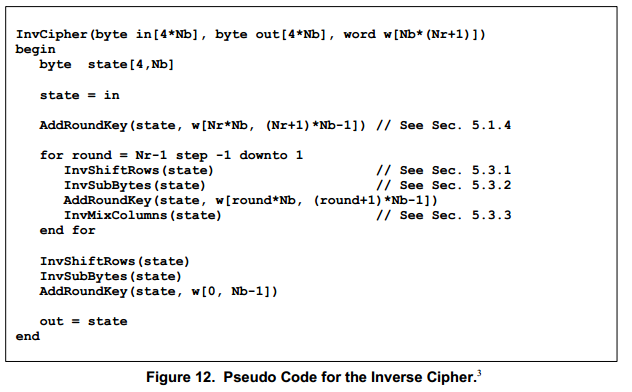 InvCipher(byte in[4*Nb], byte out[4*Nb], word w[Nb*(Nr+1)])
begin
byte state[4,Nb]
state = in
AddRoundKey(state, w[Nr*Nb, (Nr+1)*Nb-1]) // See Sec. 5.1.4
for round = Nr-1 step -1 downto 1
InvShiftRows(state) // See Sec. 5.3.1
InvSubBytes(state) // See Sec. 5.3.2
AddRoundKey(state, w[round*Nb, (round+1)*Nb-1])
InvMixColumns(state) // See Sec. 5.3.3
end for
InvShiftRows(state)
InvSubBytes(state)
AddRoundKey(state, w[0, Nb-1])
out = state
end
Figure 12. Pseudo Code for the Inverse Cipher.³